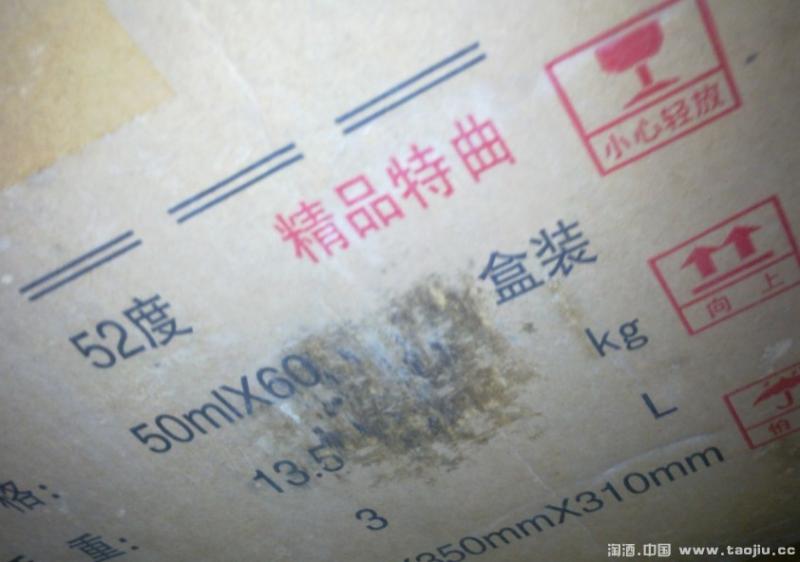 精品特曲
小心轻放
52度
盒装
向上
50mlX60
kg
格:
13.5
L
重:
3
350mmX310mm
怕
淘酒.中国 www.taojiu.cc